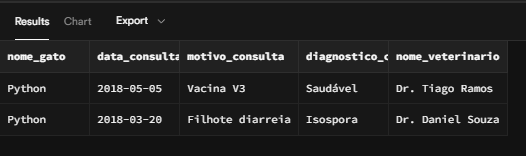 Results Chart Export
nome_gato data_consulta motivo_consulta diagnostico_c nome_veterinario
Python 2018-05-05 Vacina V3 Saudável Dr. Tiago Ramos
Python 2018-03-20 Filhote diarreia Isospora Dr. Daniel Souza